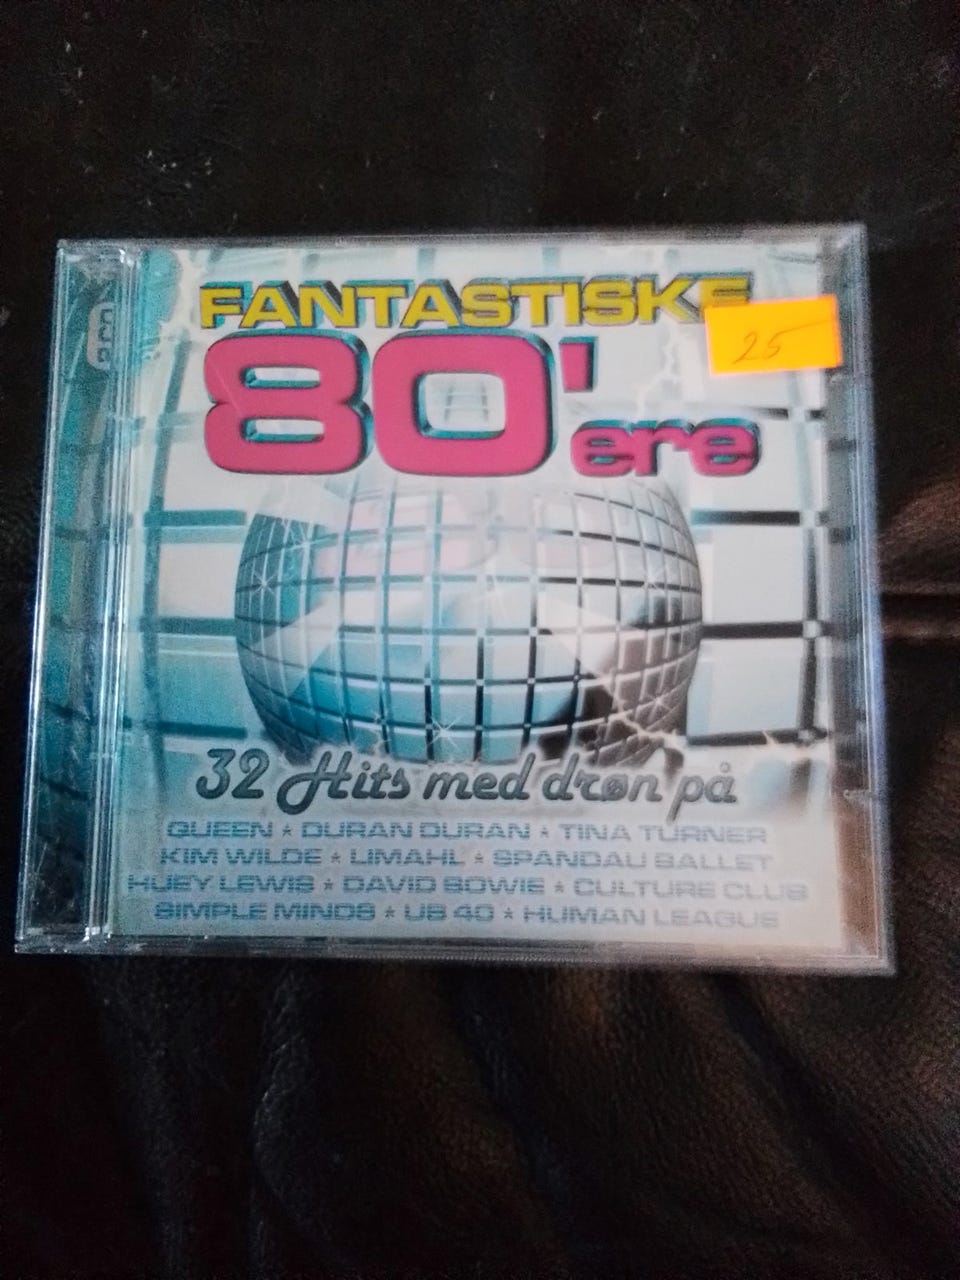 2CD
FANTASTISKE
25
80'ere
32 Hits med drøn på
QUEEN ★ DURAN DURAN ★ TINA TURNER
KIM WILDE ★ LIMAHL ★ SPANDAU BALLET
HUEY LEWIS ★ DAVID BOWIE ★ CULTURE CLUB
SIMPLE MINDS ★ UB 40 ★ HUMAN LEAGUE